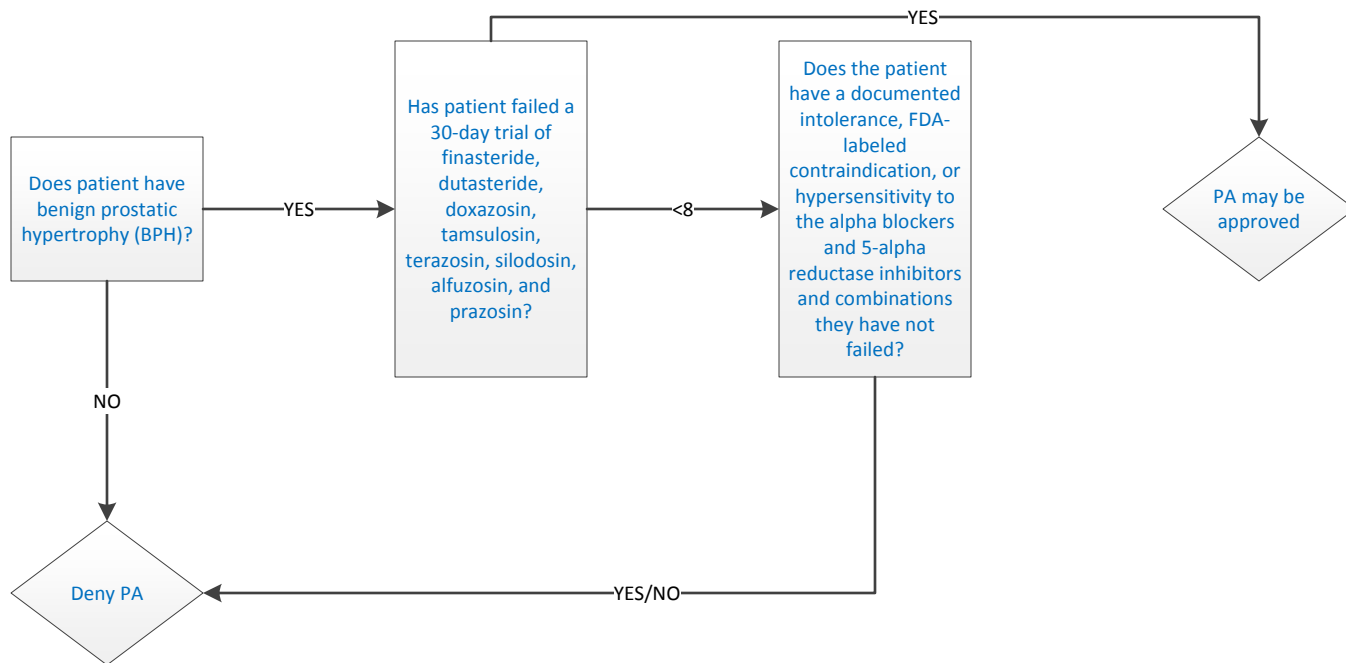 YES
Does patient have
benign prostatic
hypertrophy (BPH)?
YES
Has patient failed a
30-day trial of
finasteride,
dutasteride,
doxazosin,
tamsulosin,
terazosin, silodosin,
alfuzosin, and
prazosin?
<8
Does the patient
have a documented
intolerance, FDA-
labeled
contraindication, or
hypersensitivity to
the alpha blockers
and 5-alpha
reductase inhibitors
and combinations
they have not
failed?
PA may be
approved
NO
Deny PA
YES/NO